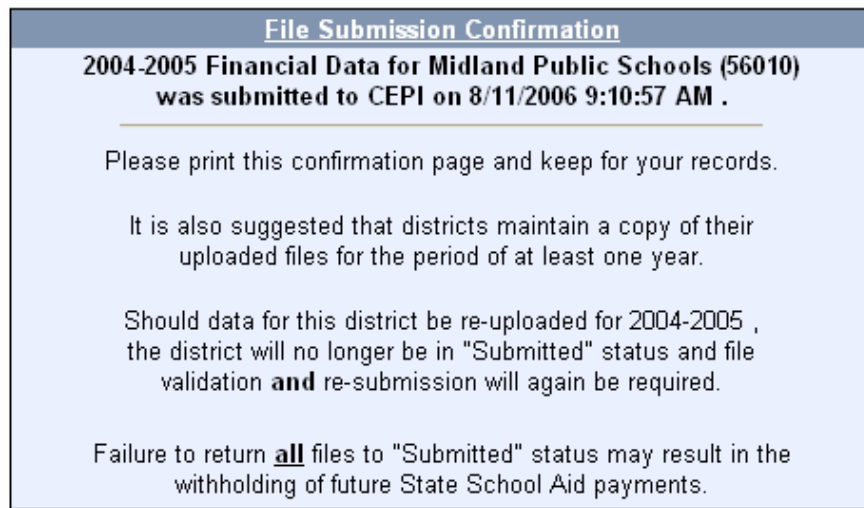 File Submission Confirmation
2004-2005 Financial Data for Midland Public Schools (56010)
was submitted to CEPI on 8/11/2006 9:10:57 AM .
Please print this confirmation page and keep for your records.
It is also suggested that districts maintain a copy of their
uploaded files for the period of at least one year.
Should data for this district be re-uploaded for 2004-2005 ,
the district will no longer be in "Submitted" status and file
validation and re-submission will again be required.
Failure to return all files to "Submitted" status may result in the
withholding of future State School Aid payments.